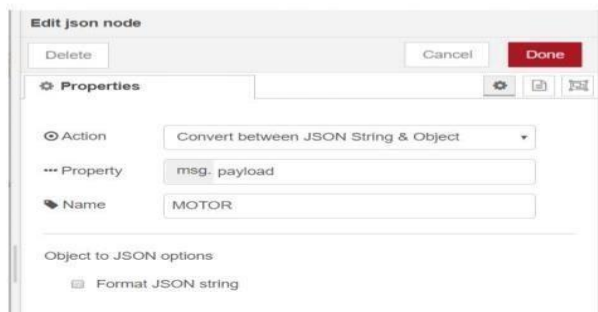 Edit json node
Delete Cancel Done
Properties
Action Convert between JSON String & Object
Property msg. payload
Name MOTOR
Object to JSON options
Format JSON string